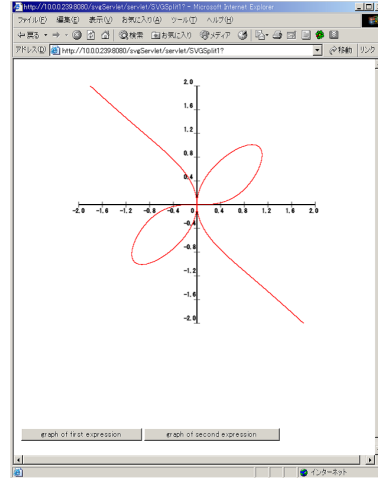 http://10.0.0.239:8080/svgServlet/servlet/SVGSplit1? - Microsoft Internet Explorer
ファイル(F) 編集(E) 表示(V) お気に入り(A) ツール(T) ヘルプ(H)
戻る 検索 お気に入り メディア
アドレス(D) http://10.0.0.239:8080/svgServlet/servlet/SVGSplit1? 移動 リンク
2.0
1.6
1.2
0.8
0.4
-2.0 -1.6 -1.2 -0.8 -0.4 0 0.4 0.8 1.2 1.6 2.0
-0.4
-0.8
-1.2
-1.6
-2.0
graph of first expression graph of second expression
インターネット